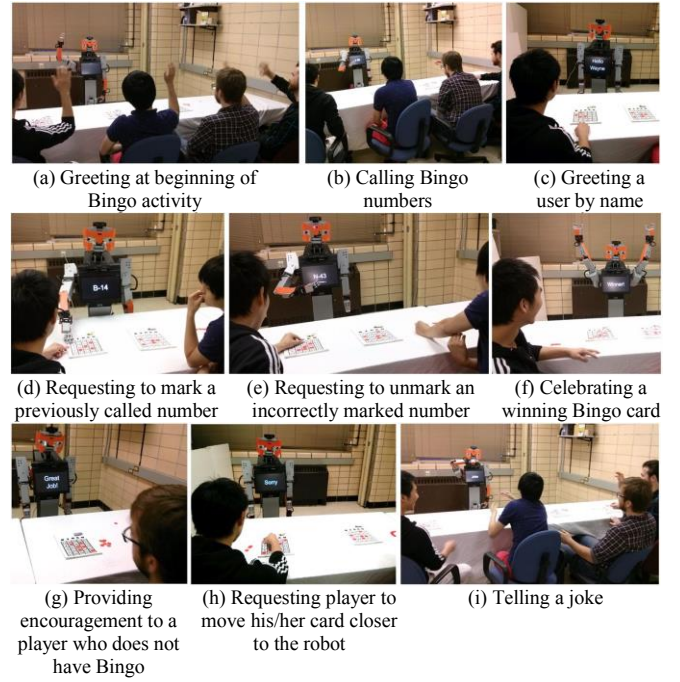 Hello
Wayne
(a) Greeting at beginning of
Bingo activity
(b) Calling Bingo
numbers
(c) Greeting a
user by name
B-14
N-43
Winner!
(d) Requesting to mark a
previously called number
(e) Requesting to unmark an
incorrectly marked number
(f) Celebrating a
winning Bingo card
Great
Job!
Sorry
(g) Providing
encouragement to a
player who does not
have Bingo
(h) Requesting player to
move his/her card closer
to the robot
(i) Telling a joke